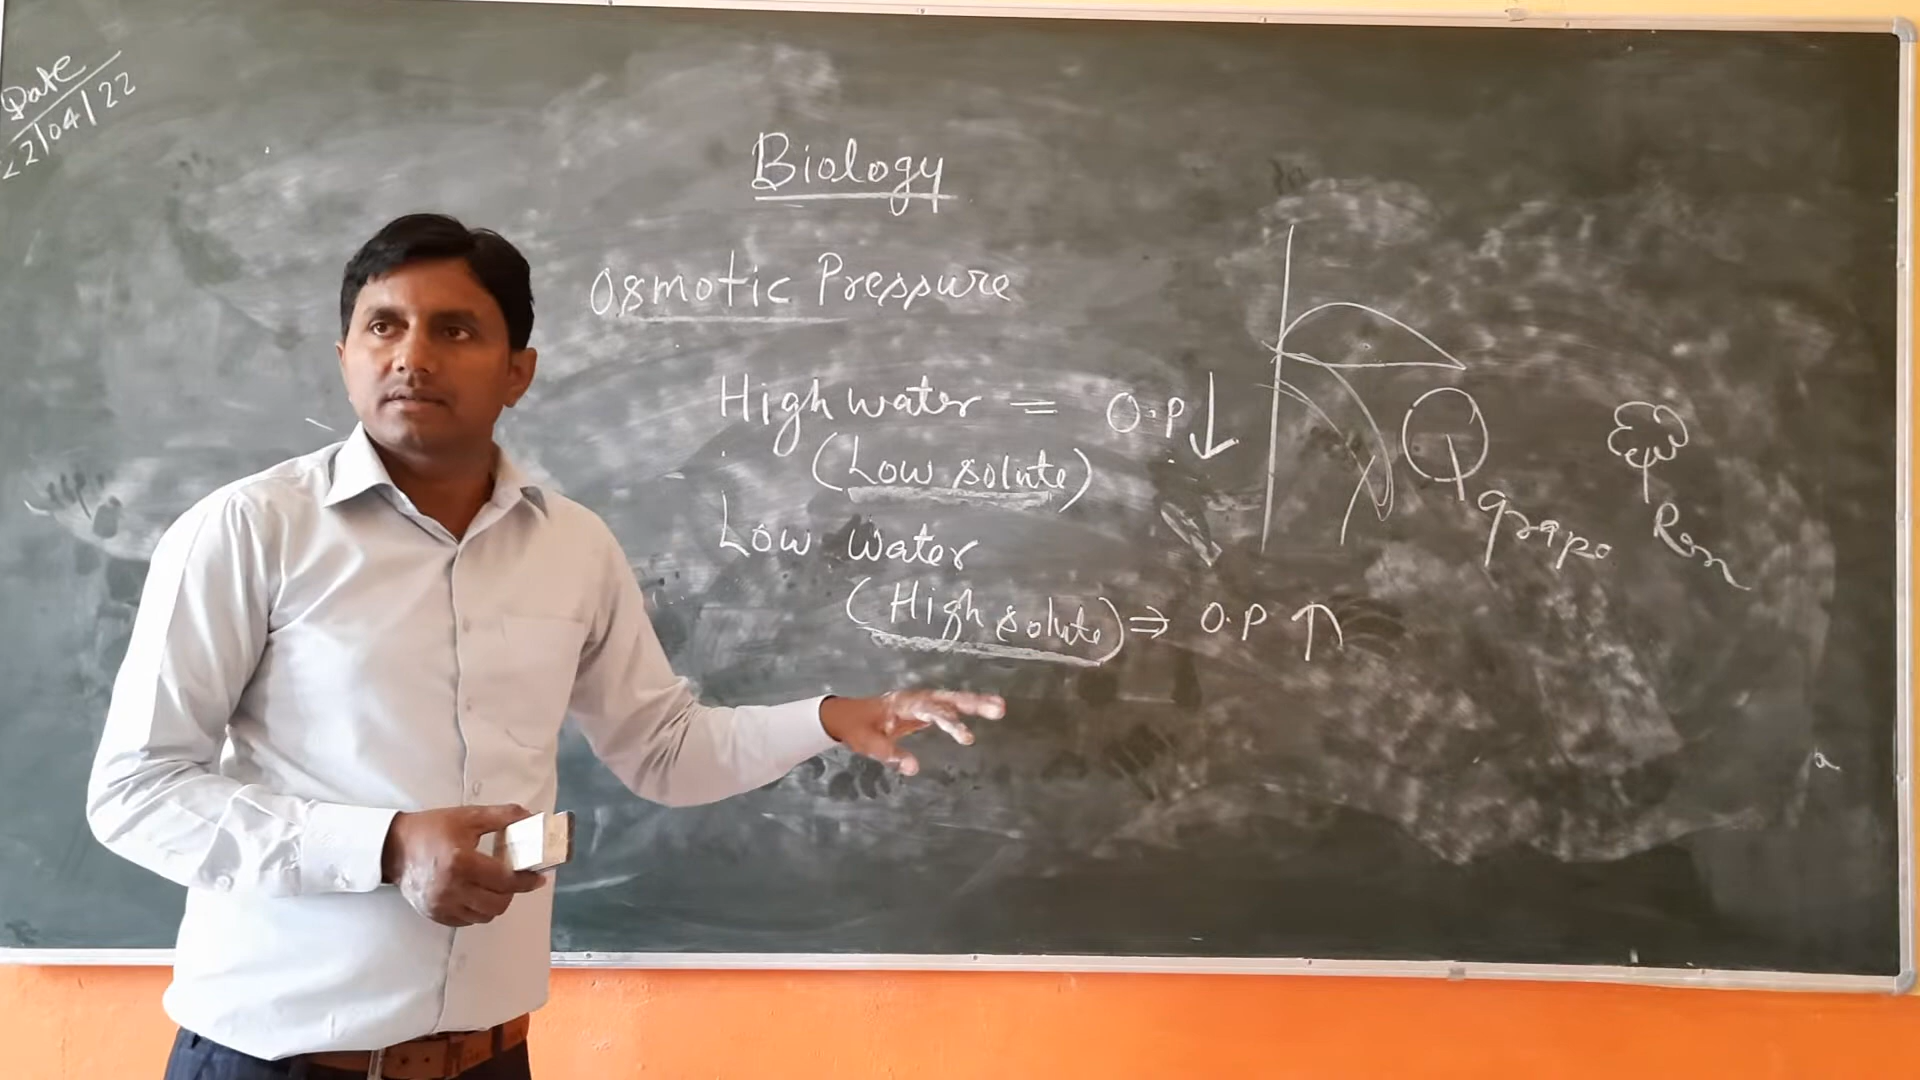 Date
22/04/22
Biology
Osmotic Pressure
High water = O.P ↓
(Low solute)
Low Water
(High solute) ⇒ O.P ↑
a